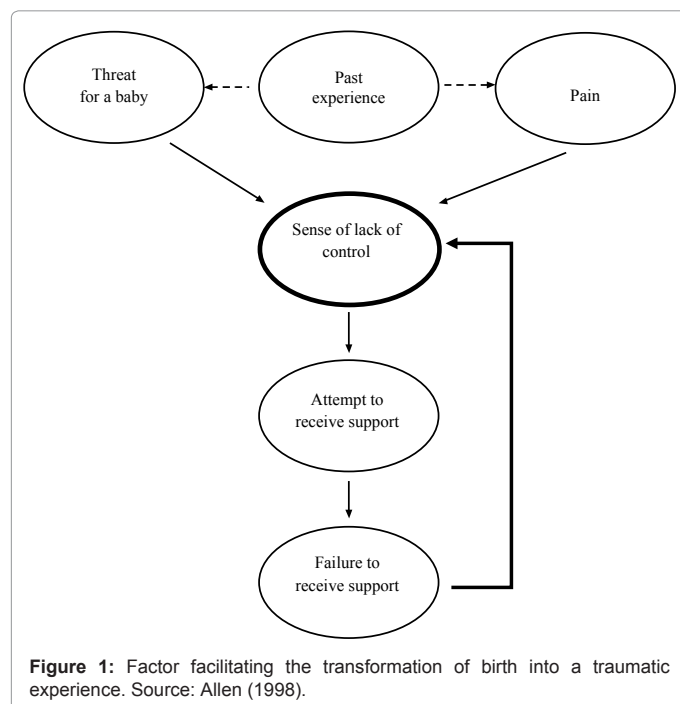 Threat
for a baby
Past
experience
Pain
Sense of lack of
control
Attempt to
receive support
Failure to
receive support
Figure 1: Factor facilitating the transformation of birth into a traumatic
experience. Source: Allen (1998).